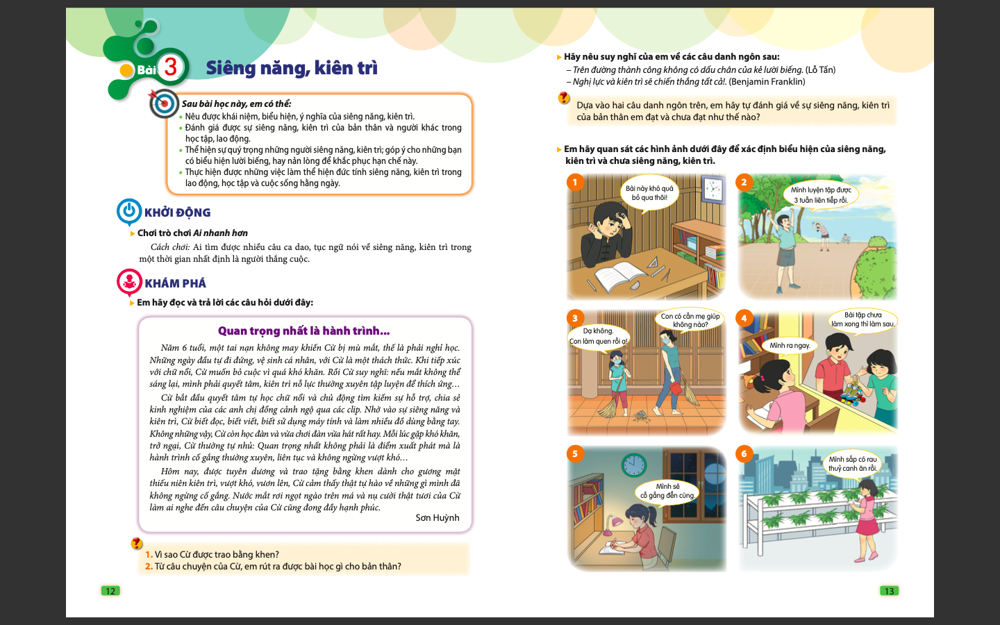 Bài 3
Siêng năng, kiên trì
Sau bài học này, em có thể:
• Nêu được khái niệm, biểu hiện, ý nghĩa của siêng năng, kiên trì.
• Đánh giá được sự siêng năng, kiên trì của bản thân và người khác trong
học tập, lao động.
• Thể hiện sự quý trọng những người siêng năng, kiên trì; góp ý cho những bạn
có biểu hiện lười biếng, hay nản lòng để khắc phục hạn chế này.
• Thực hiện được những việc làm thể hiện đức tính siêng năng, kiên trì trong
lao động, học tập và cuộc sống hằng ngày.
KHỞI ĐỘNG
Chơi trò chơi Ai nhanh hơn
Cách chơi: Ai tìm được nhiều câu ca dao, tục ngữ nói về siêng năng, kiên trì trong
một thời gian nhất định là người thắng cuộc.
KHÁM PHÁ
Em hãy đọc và trả lời các câu hỏi dưới đây:
Quan trọng nhất là hành trình...
Năm 6 tuổi, một tai nạn không may khiến Cừ bị mù mắt, thế là phải nghỉ học.
Những ngày đầu tự đi đứng, vệ sinh cá nhân, với Cừ là một thách thức. Khi tiếp xúc
với chữ nổi, Cừ muốn bỏ cuộc vì quá khó khăn. Rồi Cừ suy nghĩ: nếu mắt không thể
sáng lại, mình phải quyết tâm, kiên trì nỗ lực thường xuyên tập luyện để thích ứng…
Cừ bắt đầu quyết tâm tự học chữ nổi và chủ động tìm kiếm sự hỗ trợ, chia sẻ
kinh nghiệm của các anh chị đồng cảnh ngộ qua các clip. Nhờ vào sự siêng năng và
kiên trì, Cừ biết đọc, biết viết, biết sử dụng máy tính và làm nhiều đồ dùng bằng tay.
Không những vậy, Cừ còn học đàn và vừa chơi đàn vừa hát rất hay. Mỗi lúc gặp khó khăn,
trở ngại, Cừ thường tự nhủ: Quan trọng nhất không phải là điểm xuất phát mà là
hành trình cố gắng thường xuyên, liên tục và không ngừng vượt khó…
Hôm nay, được tuyên dương và trao tặng bằng khen dành cho gương mặt
thiếu niên kiên trì, vượt khó, vươn lên, Cừ cảm thấy thật tự hào về những gì mình đã
không ngừng cố gắng. Nước mắt rơi ngọt ngào trên má và nụ cười thật tươi của Cừ
làm ai nghe đến câu chuyện của Cừ cũng đong đầy hạnh phúc.
Sơn Huỳnh
1. Vì sao Cừ được trao bằng khen?
2. Từ câu chuyện của Cừ, em rút ra được bài học gì cho bản thân?
12
Hãy nêu suy nghĩ của em về các câu danh ngôn sau:
– Trên đường thành công không có dấu chân của kẻ lười biếng. (Lỗ Tấn)
– Nghị lực và kiên trì sẽ chiến thắng tất cả!. (Benjamin Franklin)
Dựa vào hai câu danh ngôn trên, em hãy tự đánh giá về sự siêng năng, kiên trì
của bản thân em đạt và chưa đạt như thế nào?
Em hãy quan sát các hình ảnh dưới đây để xác định biểu hiện của siêng năng,
kiên trì và chưa siêng năng, kiên trì.
1
Bài này khó quá
bỏ qua thôi!
2
Mình luyện tập được
3 tuần liên tiếp rồi.
3
Con có cần mẹ giúp
không nào?
Dạ không.
Con làm quen rồi ạ!
4
Bài tập chưa
làm xong thì làm sau.
Mình ra ngay.
5
Mình sẽ
cố gắng đến cùng.
6
Mình sắp có rau
thuỷ canh ăn rồi.
13